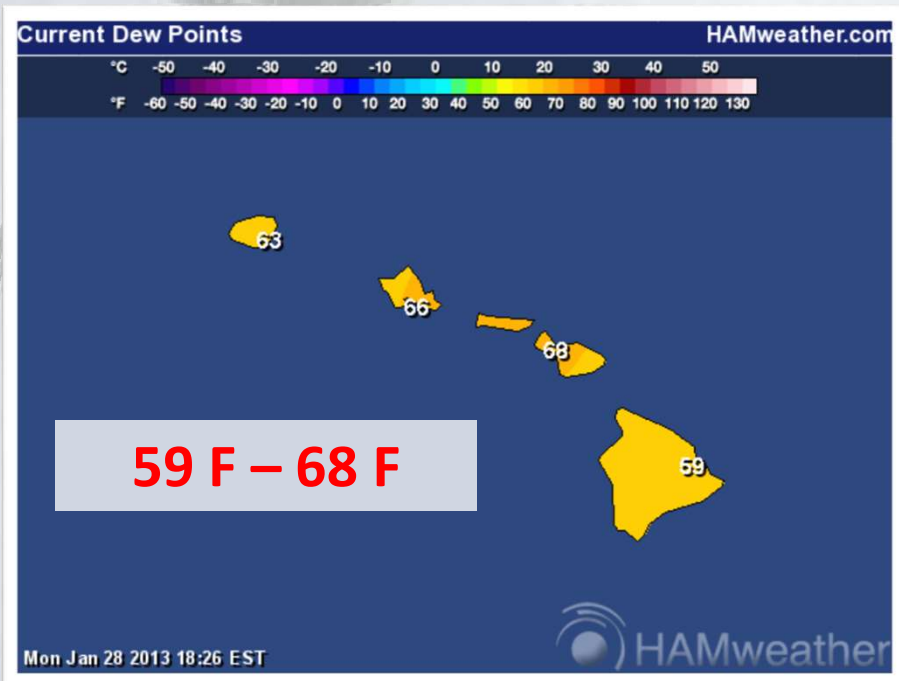 Current Dew Points HAMweather.com
°C -50 -40 -30 -20 -10 0 10 20 30 40 50
°F -60 -50 -40 -30 -20 -10 0 10 20 30 40 50 60 70 80 90 100 110 120 130
63
66
68
59 F – 68 F
59
HAMweather
Mon Jan 28 2013 18:26 EST